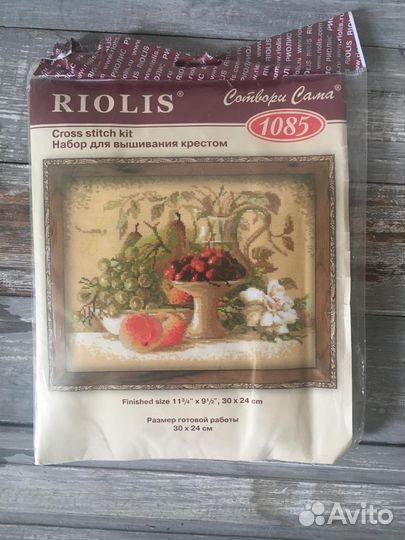 RIOLIS®
Сотвори Сама®
1085
Cross stitch kit
Набор для вышивания крестом
Finished size 11¾" x 9½", 30 x 24 cm
Размер готовой работы
30 x 24 см
Avito